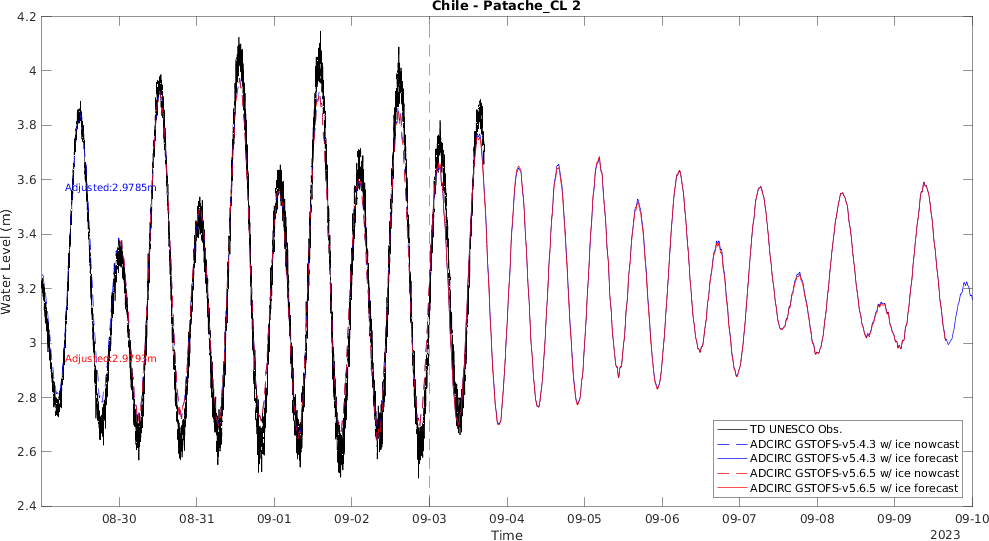 Chile - Patache_CL 2
4.2
4
3.8
3.6
3.4
3.2
3
2.8
2.6
2.4
Water Level (m)
Adjusted:2.9785m
Adjusted:2.9793m
TD UNESCO Obs.
ADCIRC GSTOFS-v5.4.3 w/ ice nowcast
ADCIRC GSTOFS-v5.4.3 w/ ice forecast
ADCIRC GSTOFS-v5.6.5 w/ ice nowcast
ADCIRC GSTOFS-v5.6.5 w/ ice forecast
08-30 08-31 09-01 09-02 09-03 09-04 09-05 09-06 09-07 09-08 09-09 09-10
Time
2023